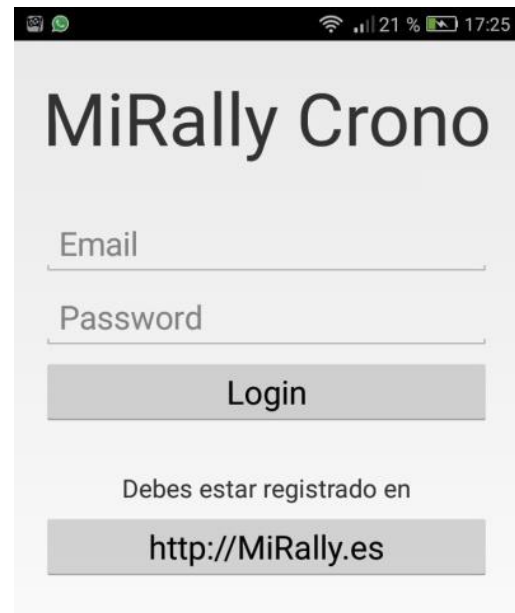 21 % 17:25
MiRally Crono
Email
Password
Login
Debes estar registrado en
http://MiRally.es